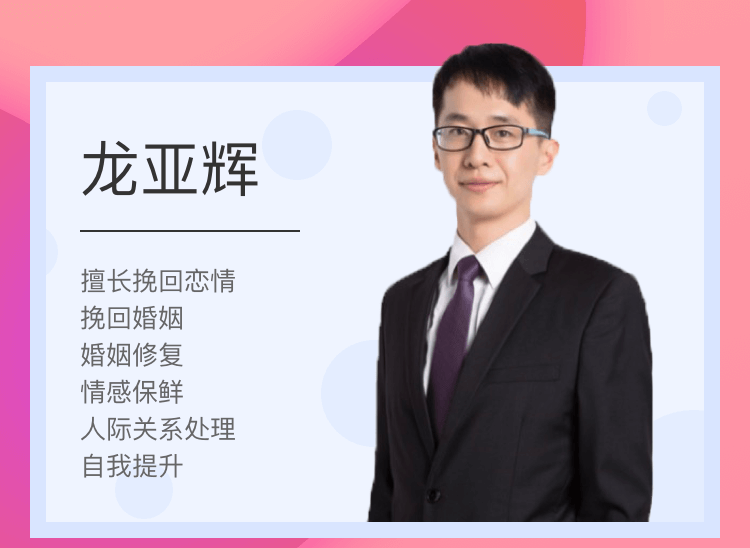 龙亚辉
擅长挽回恋情
挽回婚姻
婚姻修复
情感保鲜
人际关系处理
自我提升